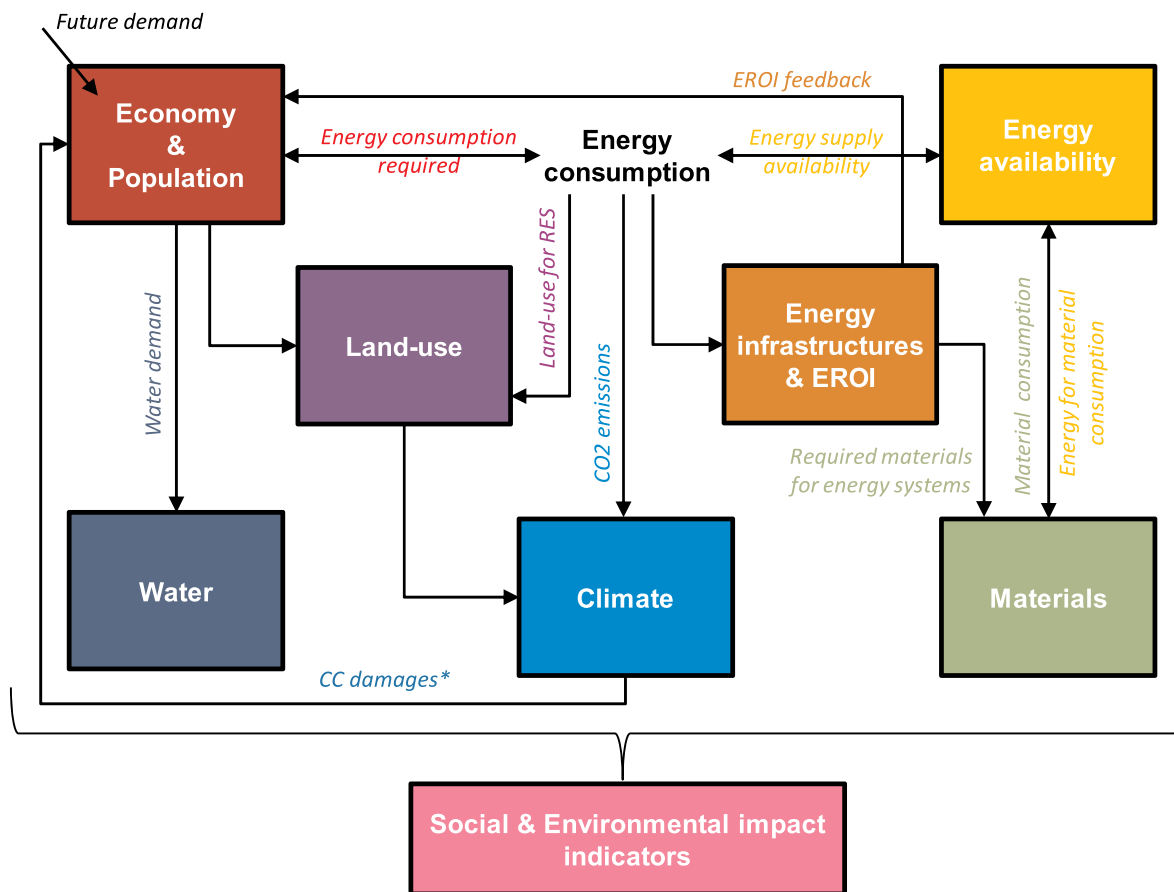 Future demand
Economy
&
Population
EROI feedback
Energy consumption
required
Energy
consumption
Energy supply
availability
Energy
availability
Water demand
Land-use
Land-use for RES
CO2 emissions
Energy
infrastructures
& EROI
Material consumption
Energy for material
consumption
Required materials
for energy systems
Water
Climate
Materials
CC damages*
Social & Environmental impact
indicators